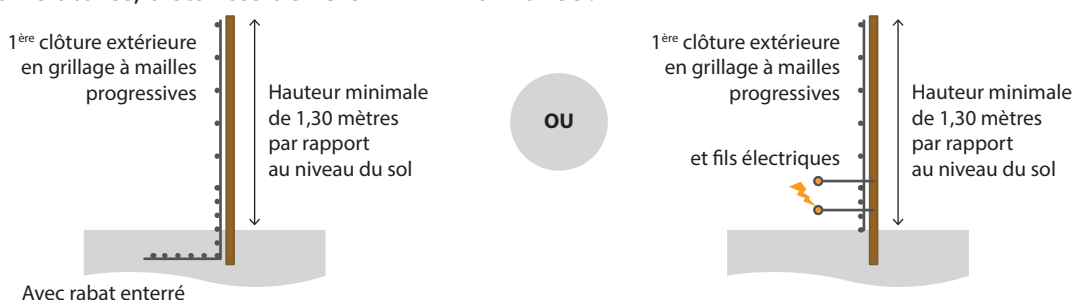 1ère clôture extérieure
en grillage à mailles
progressives
Hauteur minimale
de 1,30 mètres
par rapport
au niveau du sol
Avec rabat enterré
OU
1ère clôture extérieure
en grillage à mailles
progressives
et fils électriques
Hauteur minimale
de 1,30 mètres
par rapport
au niveau du sol